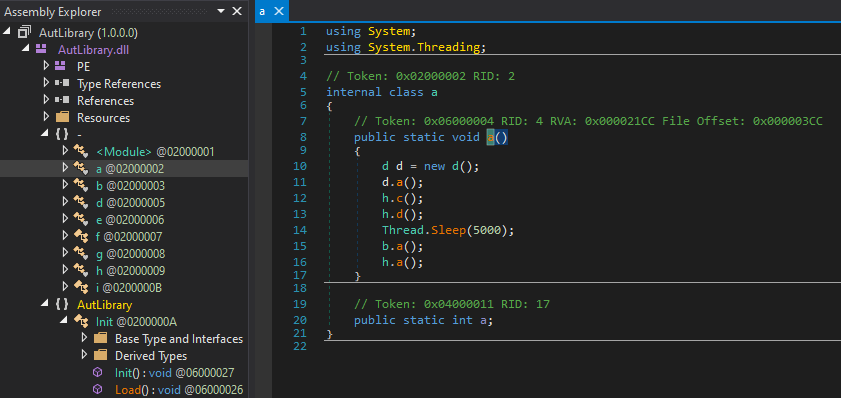 Assembly Explorer
AutLibrary (1.0.0.0)
AutLibrary.dll
PE
Type References
References
Resources
{ } -
<Module> @02000001
a @02000002
b @02000003
d @02000005
e @02000006
f @02000007
g @02000008
h @02000009
i @0200000B
{ } AutLibrary
Init @0200000A
Base Type and Interfaces
Derived Types
Init() : void @06000027
Load() : void @06000026
a
1 using System;
2 using System.Threading;
3
4 // Token: 0x02000002 RID: 2
5 internal class a
6 {
7 // Token: 0x06000004 RID: 4 RVA: 0x000021CC File Offset: 0x000003CC
8 public static void a()
9 {
10 d d = new d();
11 d.a();
12 h.c();
13 h.d();
14 Thread.Sleep(5000);
15 b.a();
16 h.a();
17 }
18
19 // Token: 0x04000011 RID: 17
20 public static int a;
21 }
22